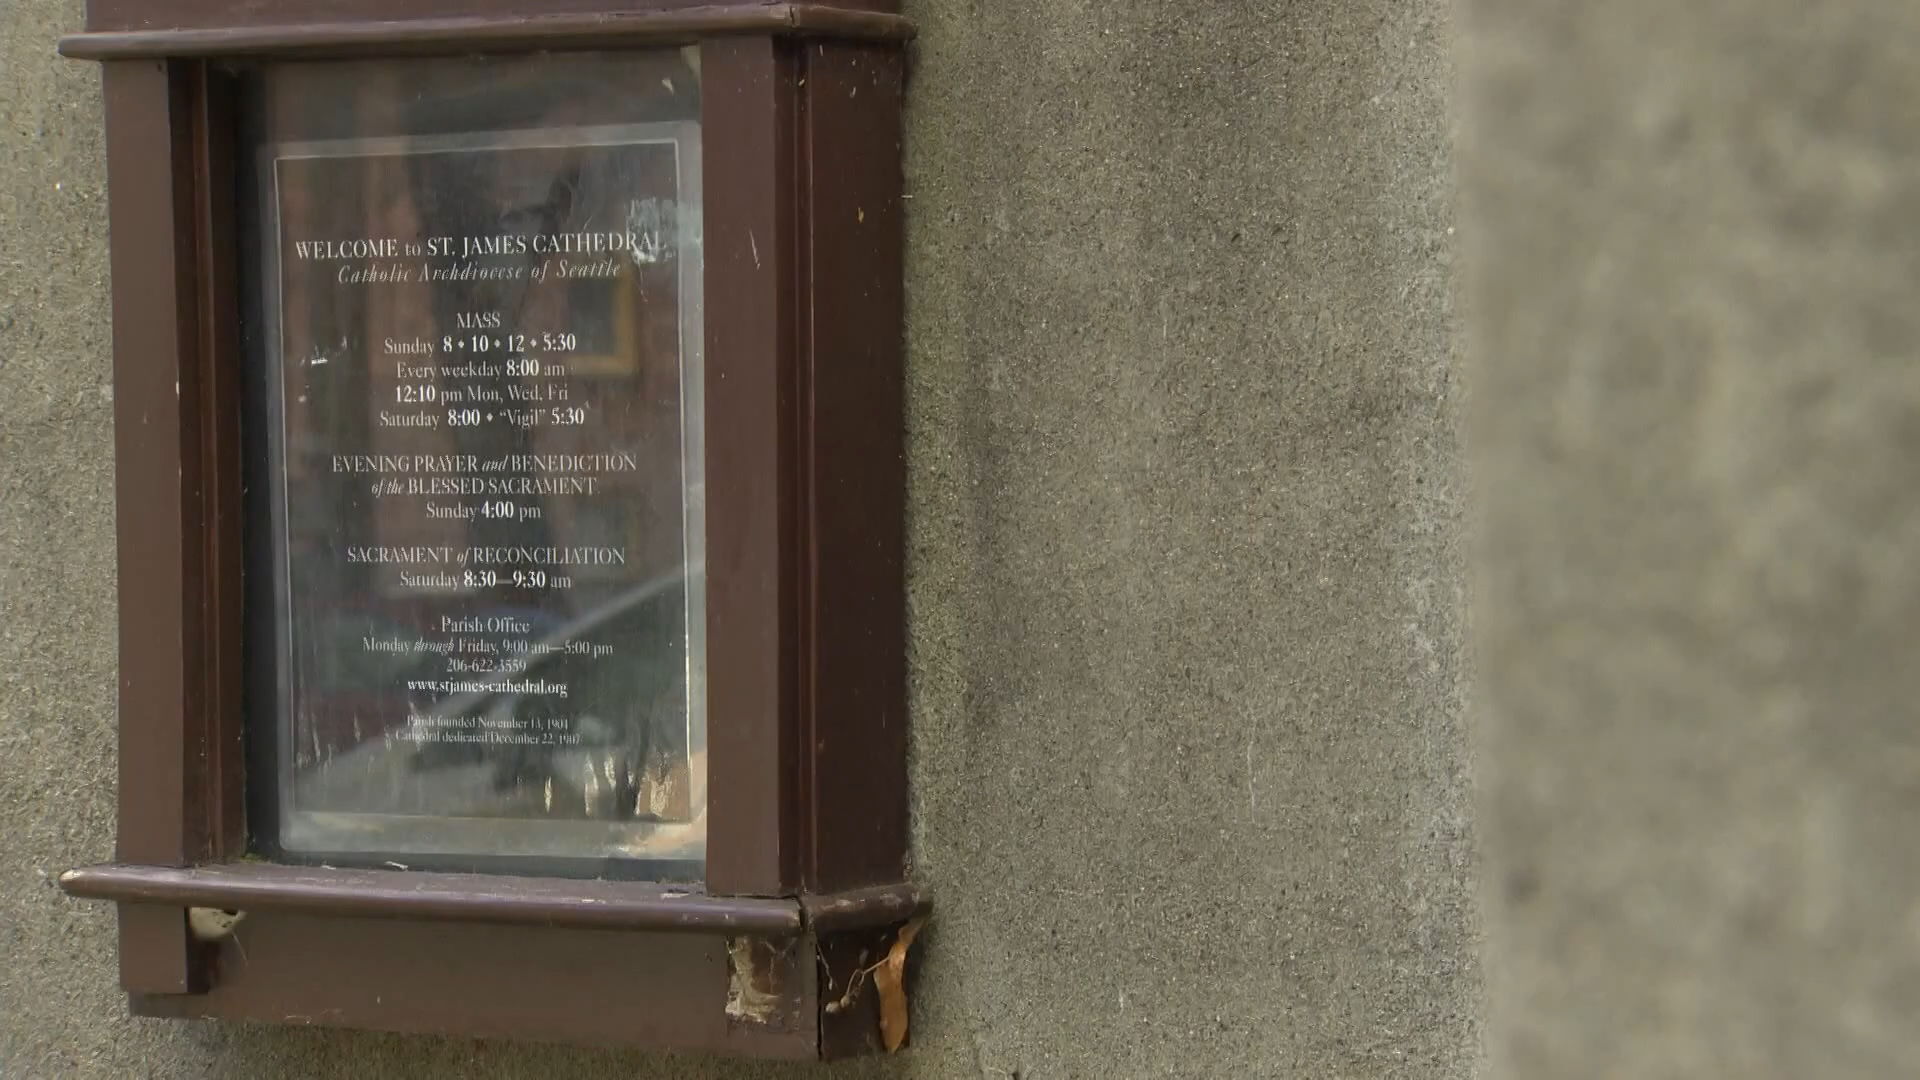 WELCOME to ST. JAMES CATHEDRAL
Catholic Archdiocese of Seattle
MASS
Sunday 8 • 10 • 12 • 5:30
Every weekday 8:00 am
12:10 pm Mon, Wed, Fri
Saturday 8:00 • “Vigil” 5:30
EVENING PRAYER and BENEDICTION
of the BLESSED SACRAMENT
Sunday 4:00 pm
SACRAMENT of RECONCILIATION
Saturday 8:30—9:30 am
Parish Office
Monday through Friday, 9:00 am—5:00 pm
206-622-3559
www.stjames-cathedral.org
Parish founded November 13, 1904
Cathedral dedicated December 22, 1907